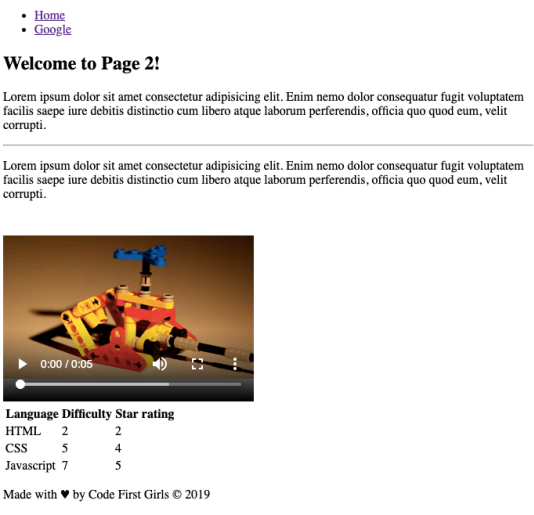 Home
Google
Welcome to Page 2!
Lorem ipsum dolor sit amet consectetur adipisicing elit. Enim nemo dolor consequatur fugit voluptatem
facilis saepe iure debitis distinctio cum libero atque laborum perferendis, officia quo quod eum, velit
corrupti.
Lorem ipsum dolor sit amet consectetur adipisicing elit. Enim nemo dolor consequatur fugit voluptatem
facilis saepe iure debitis distinctio cum libero atque laborum perferendis, officia quo quod eum, velit
corrupti.
0:00 / 0:05
Language Difficulty Star rating
HTML 2 2
CSS 5 4
Javascript 7 5
Made with ♥ by Code First Girls © 2019